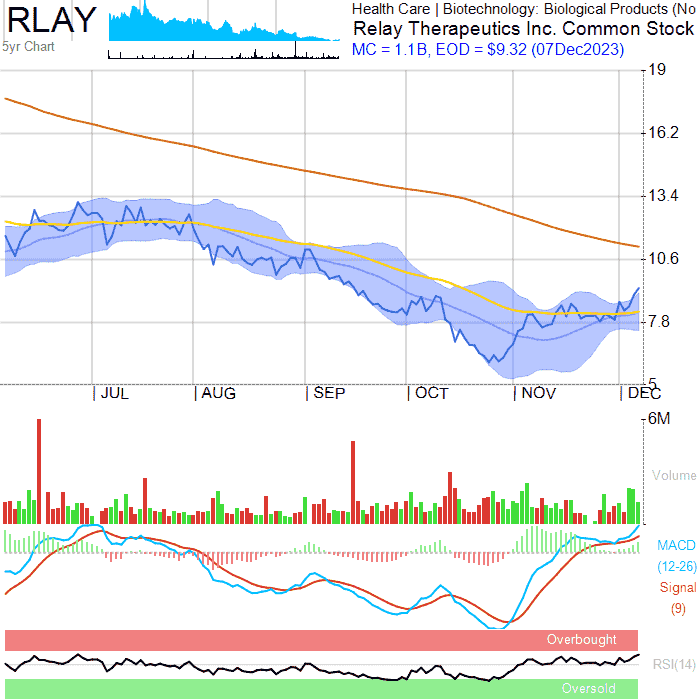 RLAY
5yr Chart
Health Care | Biotechnology: Biological Products (No
Relay Therapeutics Inc. Common Stock
MC = 1.1B, EOD = $9.32 (07Dec2023)
19
16.2
13.4
10.6
7.8
5
JUL AUG SEP OCT NOV DEC
6M
Volume
MACD
(12-26)
Signal
(9)
Overbought
RSI(14)
Oversold